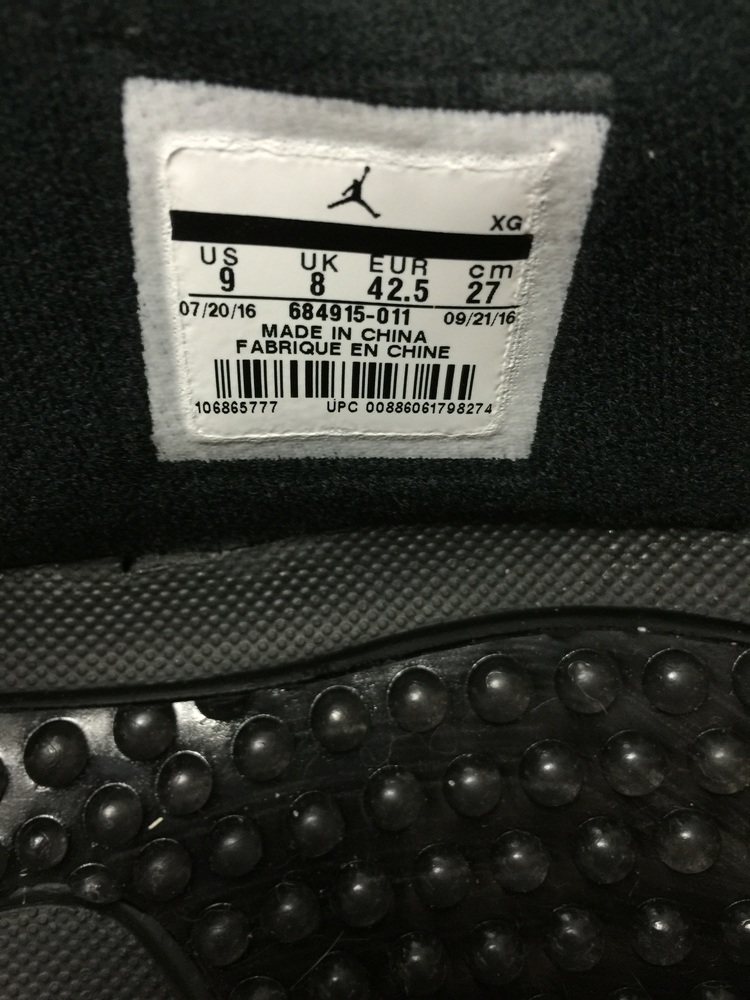 XG
US UK EUR cm
9 8 42.5 27
07/20/16 684915-011 09/21/16
MADE IN CHINA
FABRIQUE EN CHINE
106865777 UPC 00886061798274